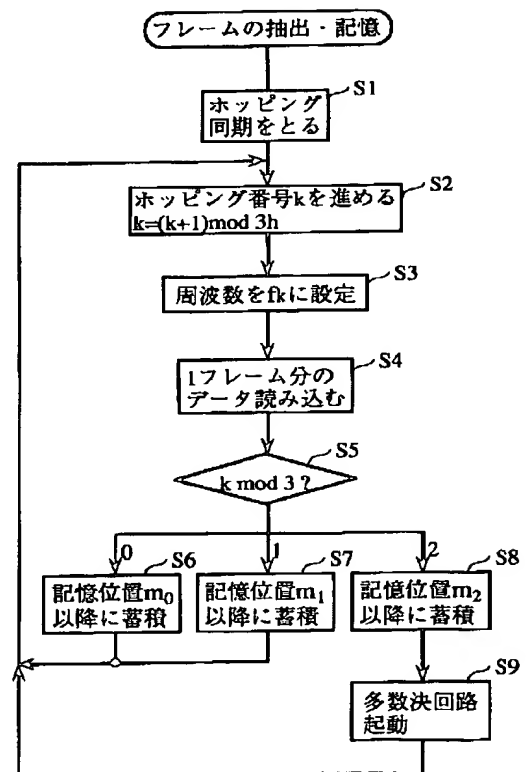 フレームの抽出・記憶
S1
ホッピング
同期をとる
S2
ホッピング番号kを進める
k=(k+1)mod 3h
S3
周波数をfkに設定
S4
1フレーム分の
データ読み込む
S5
k mod 3?
0
1
2
S6
記憶位置m0
以降に蓄積
S7
記憶位置m1
以降に蓄積
S8
記憶位置m2
以降に蓄積
S9
多数決回路
起動